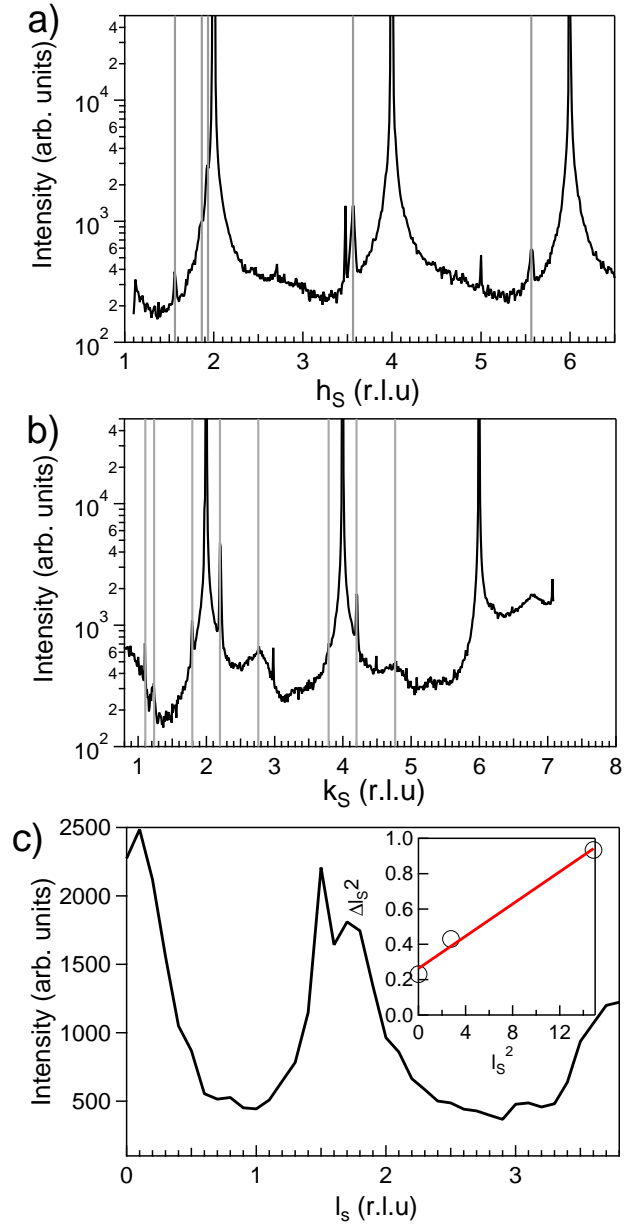 a)
Intensity (arb. units)
4
2
10⁴
6
4
2
10³
6
4
2
10²
1 2 3 4 5 6
h_S (r.l.u)
b)
Intensity (arb. units)
4
2
10⁴
6
4
2
10³
6
4
2
10²
1 2 3 4 5 6 7 8
k_S (r.l.u)
c)
Intensity (arb. units)
2500
2000
1500
1000
500
0 1 2 3
l_s (r.l.u)
Δl_S2
1.0
0.8
0.6
0.4
0.2
0.0
0 4 8 12
l_S²